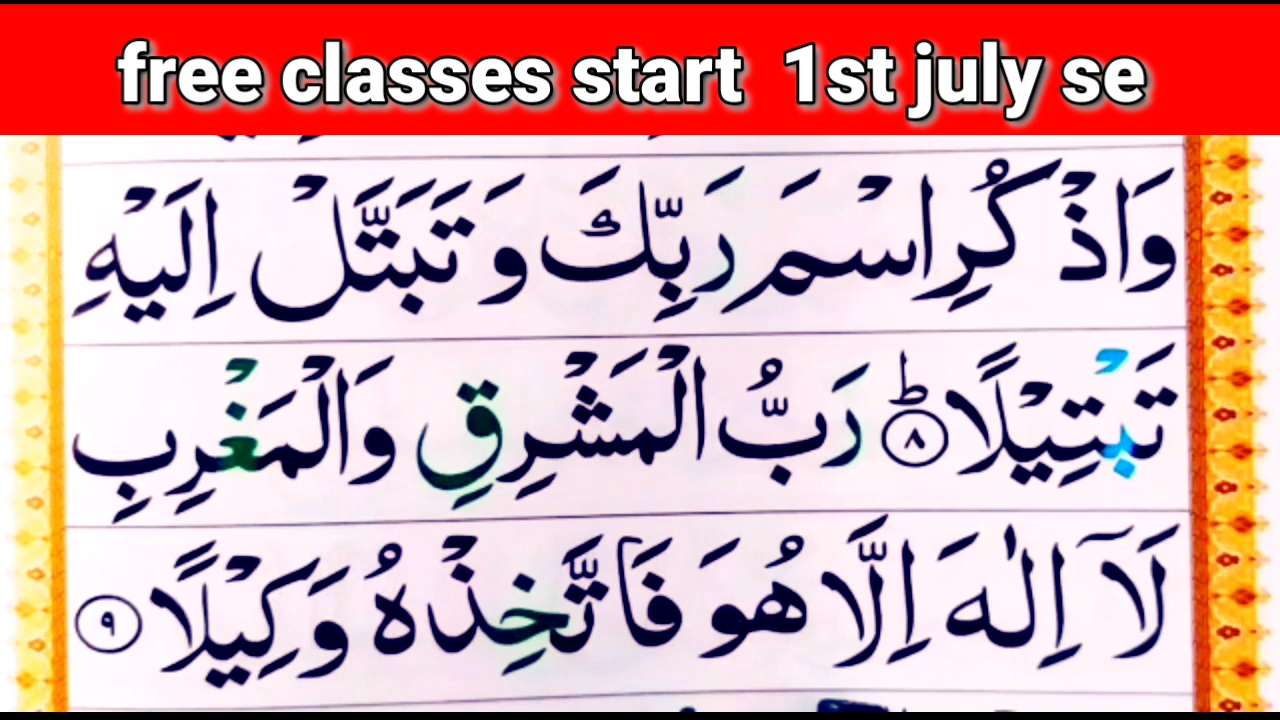 free classes start 1st july se
وَاذْكُرِ اسْمَ رَبِّكَ وَ تَبَتَّلْ اِلَیْهِ
تَبْتِیْلًا ؕ ۸ رَبُّ الْمَشْرِقِ وَالْمَغْرِبِ
لَاۤ اِلٰهَ اِلَّا هُوَ فَاتَّخِذْهُ وَكِیْلًا ۹